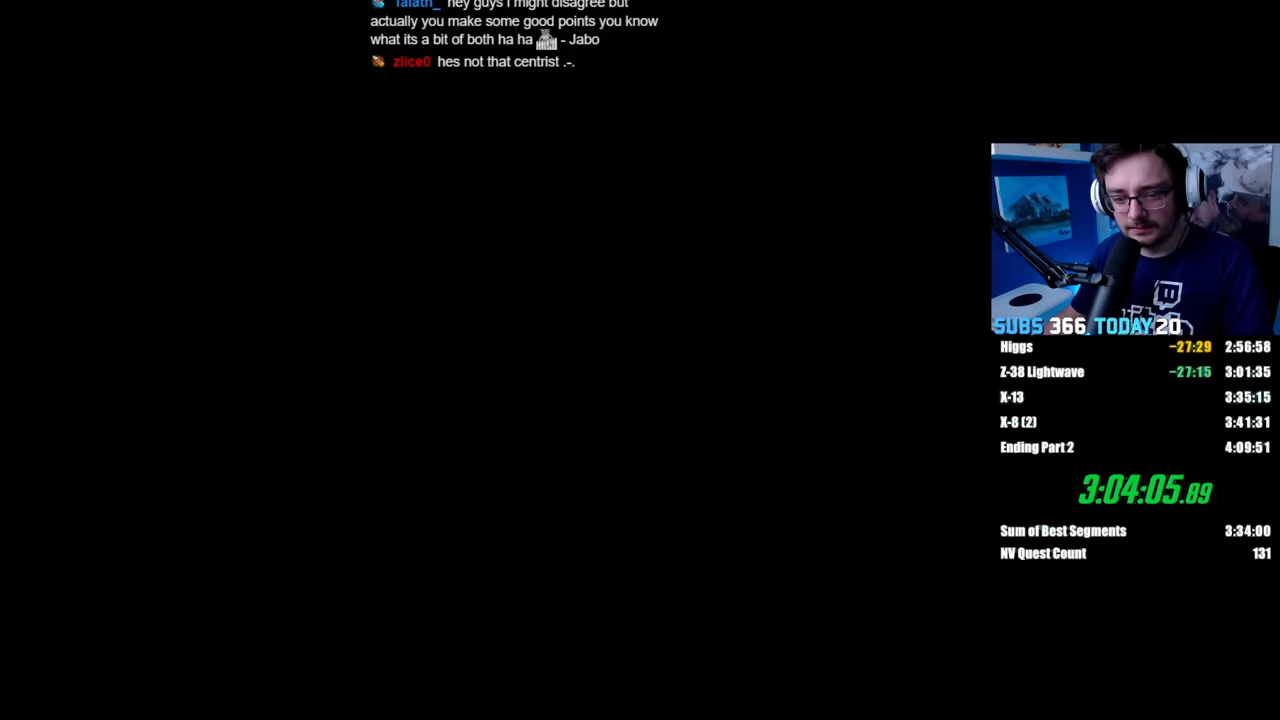 Talath_ hey guys I might disagree but
actually you make some good points you know
what its a bit of both ha ha - Jabo
zlice0 hes not that centrist .-.
SUBS 366 TODAY 20
Higgs -27:29 2:56:58
Z-38 Lightwave -27:15 3:01:35
X-13 3:35:15
X-8 (2) 3:41:31
Ending Part 2 4:09:51
3:04:05.89
Sum of Best Segments 3:34:00
NV Quest Count 131